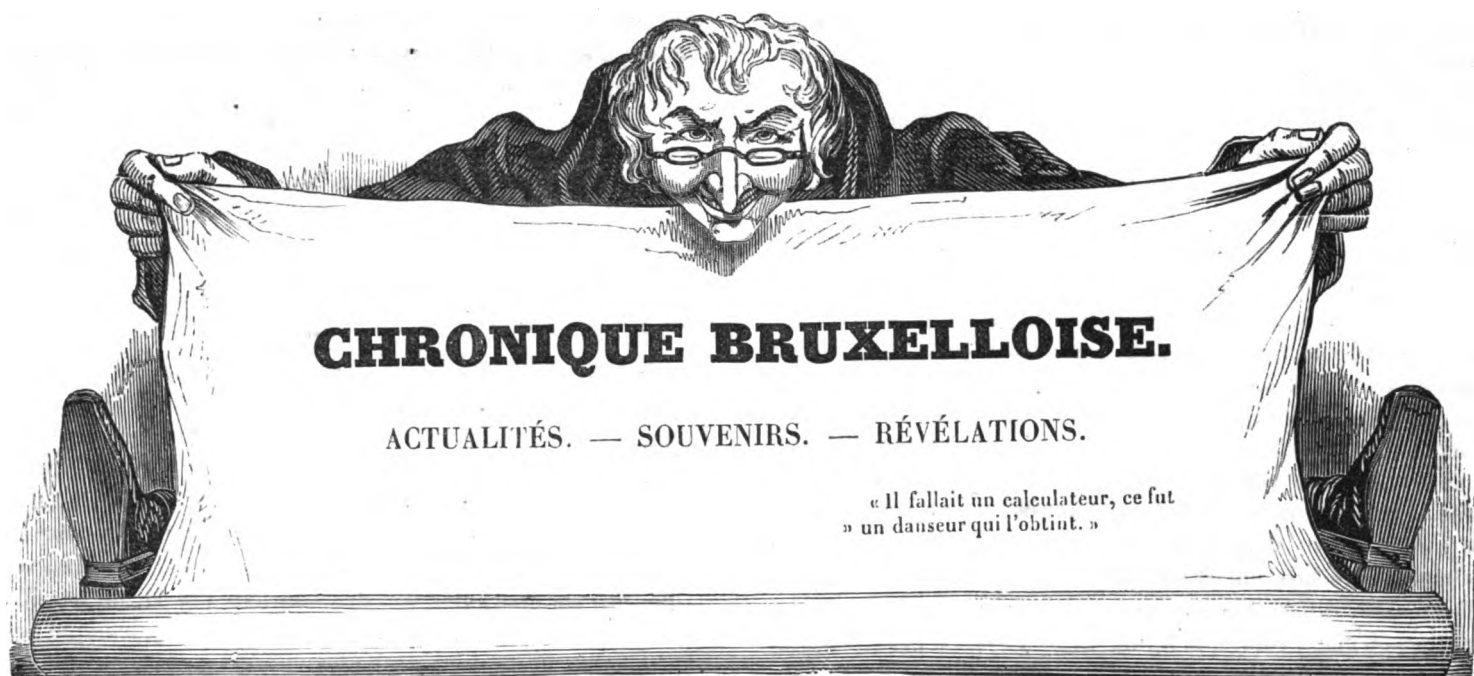 CHRONIQUE BRUXELLOISE.
ACTUALITÉS. — SOUVENIRS. — RÉVÉLATIONS.
« Il fallait un calculateur, ce fut
» un danseur qui l'obtint. »